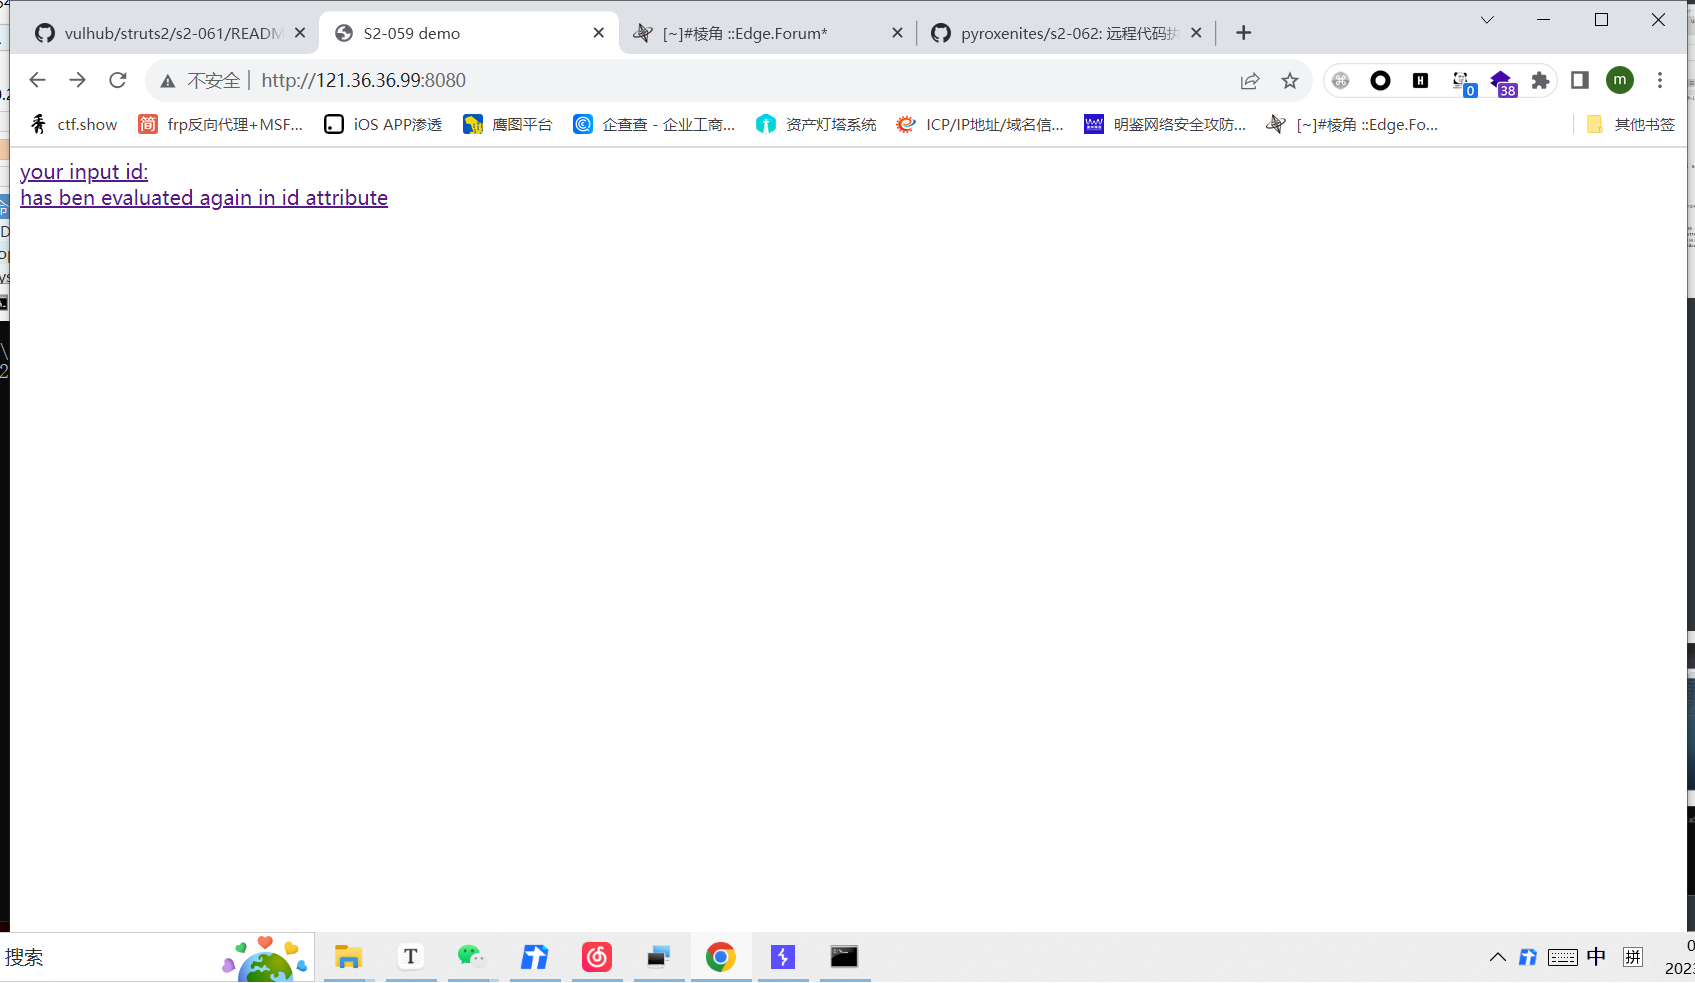 vulhub/struts2/s2-061/READM
S2-059 demo
[~]#棱角 ::Edge.Forum*
pyroxenites/s2-062: 远程代码执
不安全 | http://121.36.36.99:8080
0
38
m
ctf.show
简 frp反向代理+MSF...
iOS APP渗透
鹰图平台
企查查 - 企业工商...
资产灯塔系统
ICP/IP地址/域名信...
明鉴网络安全攻防...
[~]#棱角 ::Edge.Fo...
其他书签
your input id:
has ben evaluated again in id attribute
搜索
T
中
拼
0
2023